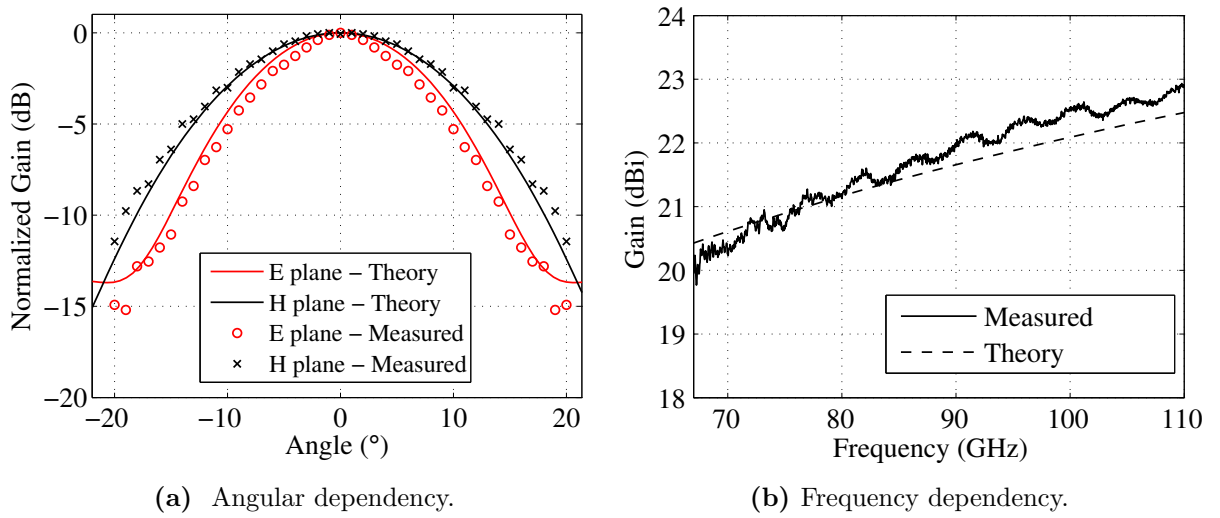 0
−5
−10
−15
−20
−20
−10
0
10
20
Normalized Gain (dB)
Angle (°)
E plane − Theory
H plane − Theory
E plane − Measured
H plane − Measured
(a) Angular dependency.
24
23
22
21
20
19
18
70
80
90
100
110
Gain (dBi)
Frequency (GHz)
Measured
Theory
(b) Frequency dependency.